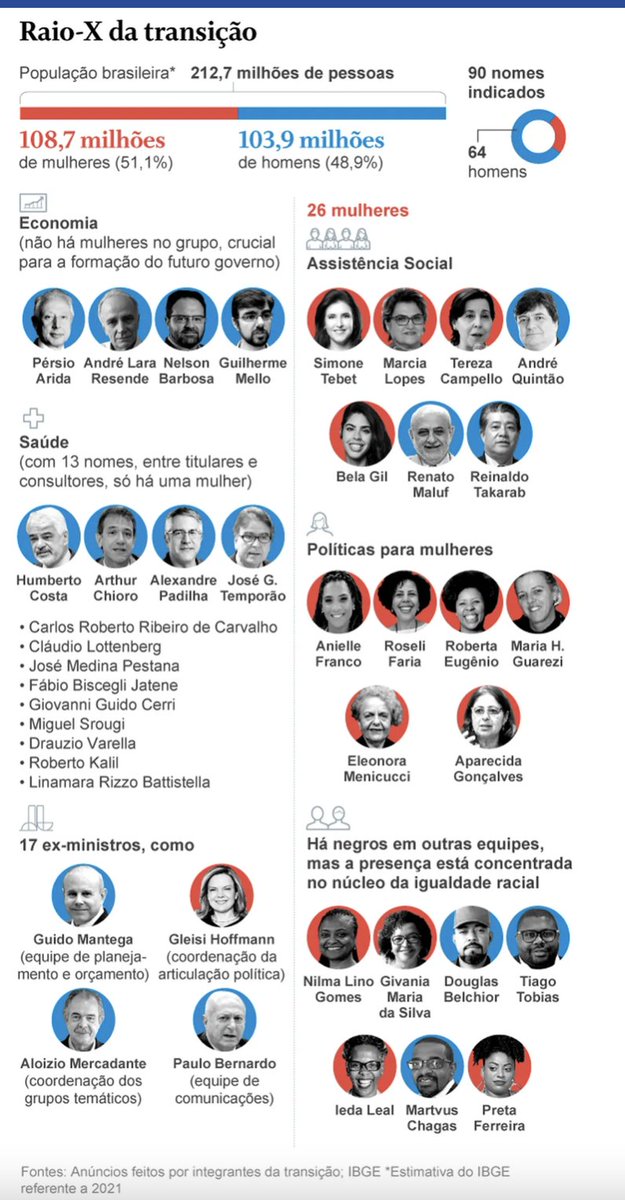 Raio-X da transição
População brasileira* 212,7 milhões de pessoas
108,7 milhões
de mulheres (51,1%)
103,9 milhões
de homens (48,9%)
90 nomes
indicados
64
homens
Economia
(não há mulheres no grupo, crucial
para a formação do futuro governo)
Pérsio
Arida
André Lara
Resende
Nelson
Barbosa
Guilherme
Mello
Saúde
(com 13 nomes, entre titulares e
consultores, só há uma mulher)
Humberto
Costa
Arthur
Chioro
Alexandre
Padilha
José G.
Temporão
• Carlos Roberto Ribeiro de Carvalho
• Cláudio Lottenberg
• José Medina Pestana
• Fábio Biscegli Jatene
• Giovanni Guido Cerri
• Miguel Srougi
• Drauzio Varella
• Roberto Kalil
• Linamara Rizzo Battistella
17 ex-ministros, como
Guido Mantega
(equipe de planeja-
mento e orçamento)
Gleisi Hoffmann
(coordenação da
articulação política)
Aloizio Mercadante
(coordenação dos
grupos temáticos)
Paulo Bernardo
(equipe de
comunicações)
26 mulheres
Assistência Social
Simone
Tebet
Marcia
Lopes
Tereza
Campello
André
Quintão
Bela Gil
Renato
Maluf
Reinaldo
Takarab
Políticas para mulheres
Anielle
Franco
Roseli
Faria
Roberta
Eugênio
Maria H.
Guarezi
Eleonora
Menicucci
Aparecida
Gonçalves
Há negros em outras equipes,
mas a presença está concentrada
no núcleo da igualdade racial
Nilma Lino
Gomes
Givania
Maria
da Silva
Douglas
Belchior
Tiago
Tobias
Ieda Leal
Martvus
Chagas
Preta
Ferreira
Fontes: Anúncios feitos por integrantes da transição; IBGE *Estimativa do IBGE
referente a 2021